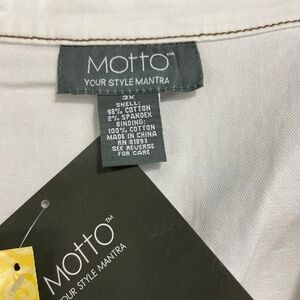 MOTTO™
YOUR STYLE MANTRA
3X
SHELL:
98% COTTON
2% SPANDEX
BINDING:
100% COTTON
MADE IN CHINA
RN 81893
SEE REVERSE
FOR CARE
MOTTO™
YOUR STYLE MANTRA